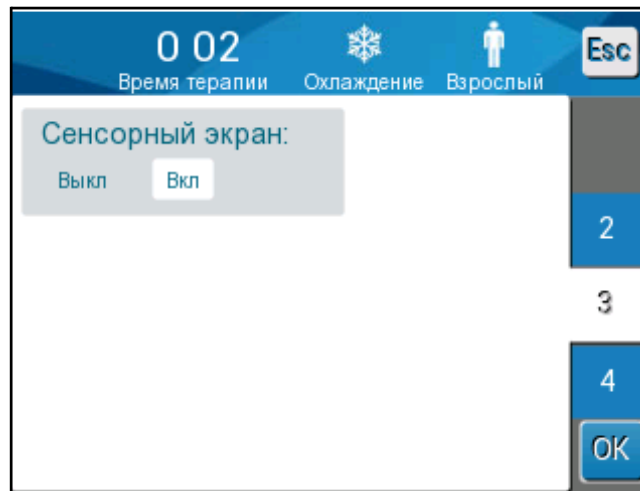 0 02
Время терапии
Охлаждение
Взрослый
Esc
Сенсорный экран:
Выкл Вкл
2
3
4
OK